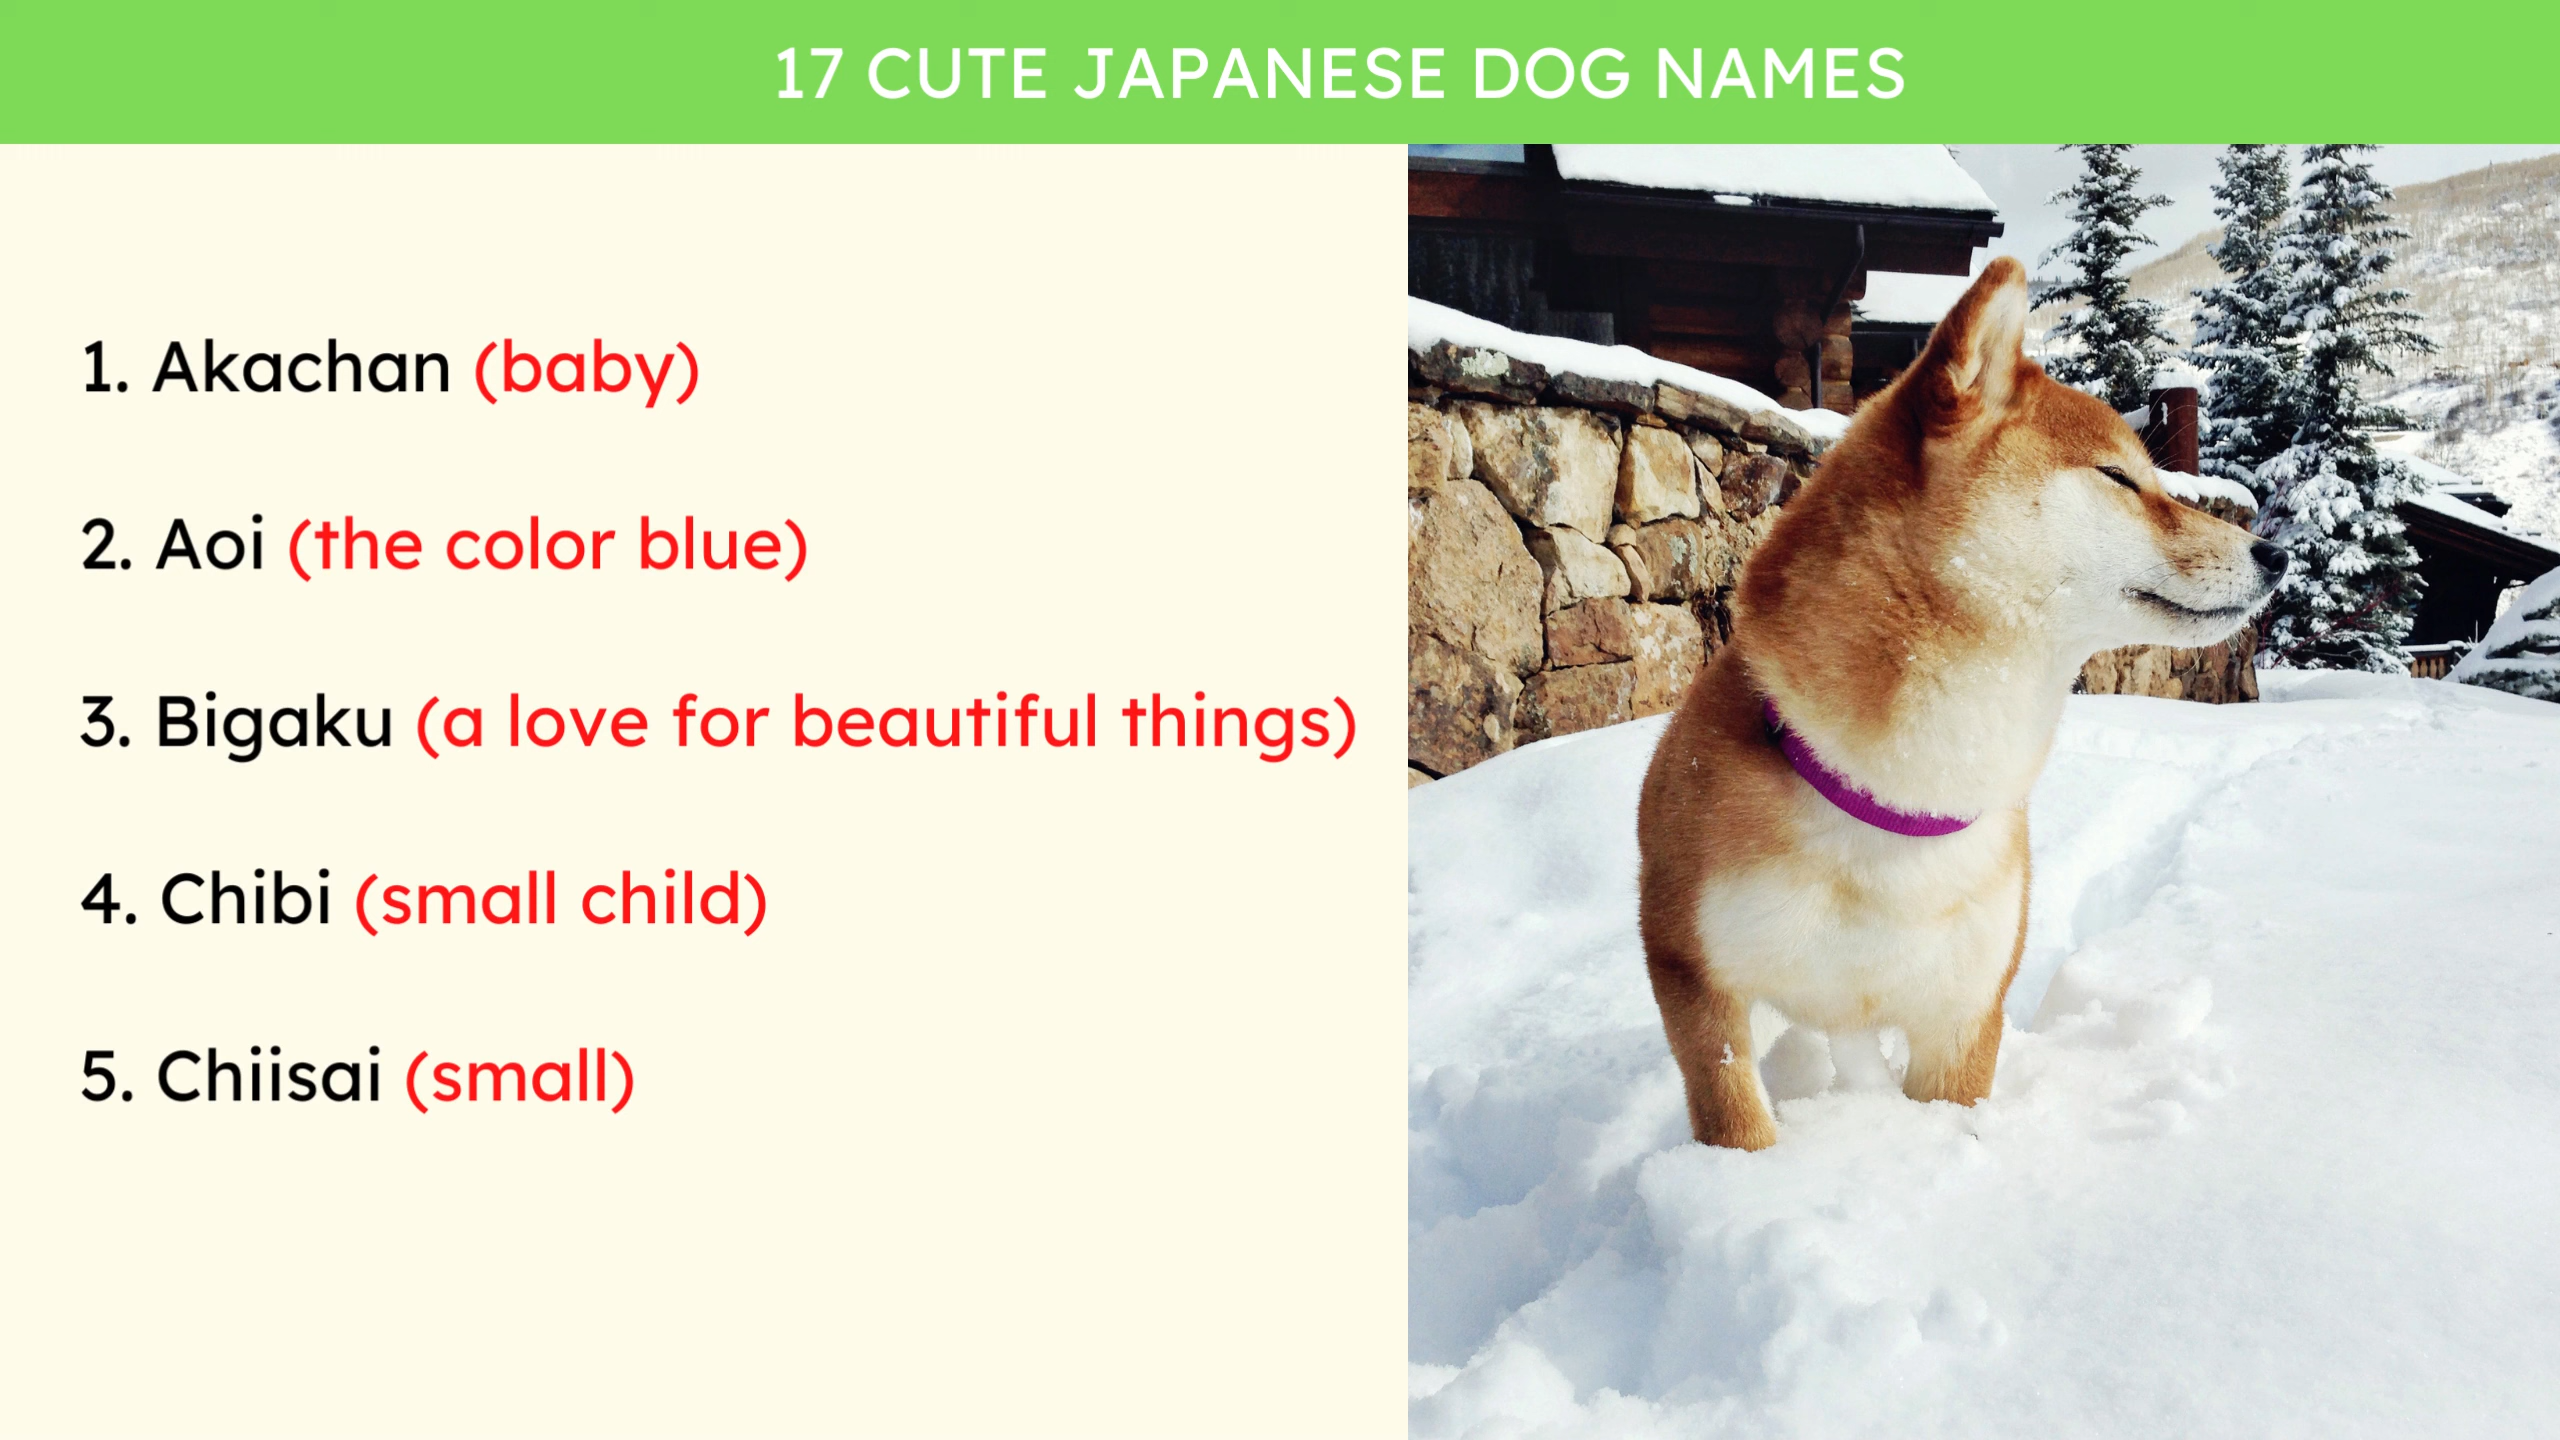 17 CUTE JAPANESE DOG NAMES
1. Akachan (baby)
2. Aoi (the color blue)
3. Bigaku (a love for beautiful things)
4. Chibi (small child)
5. Chiisai (small)